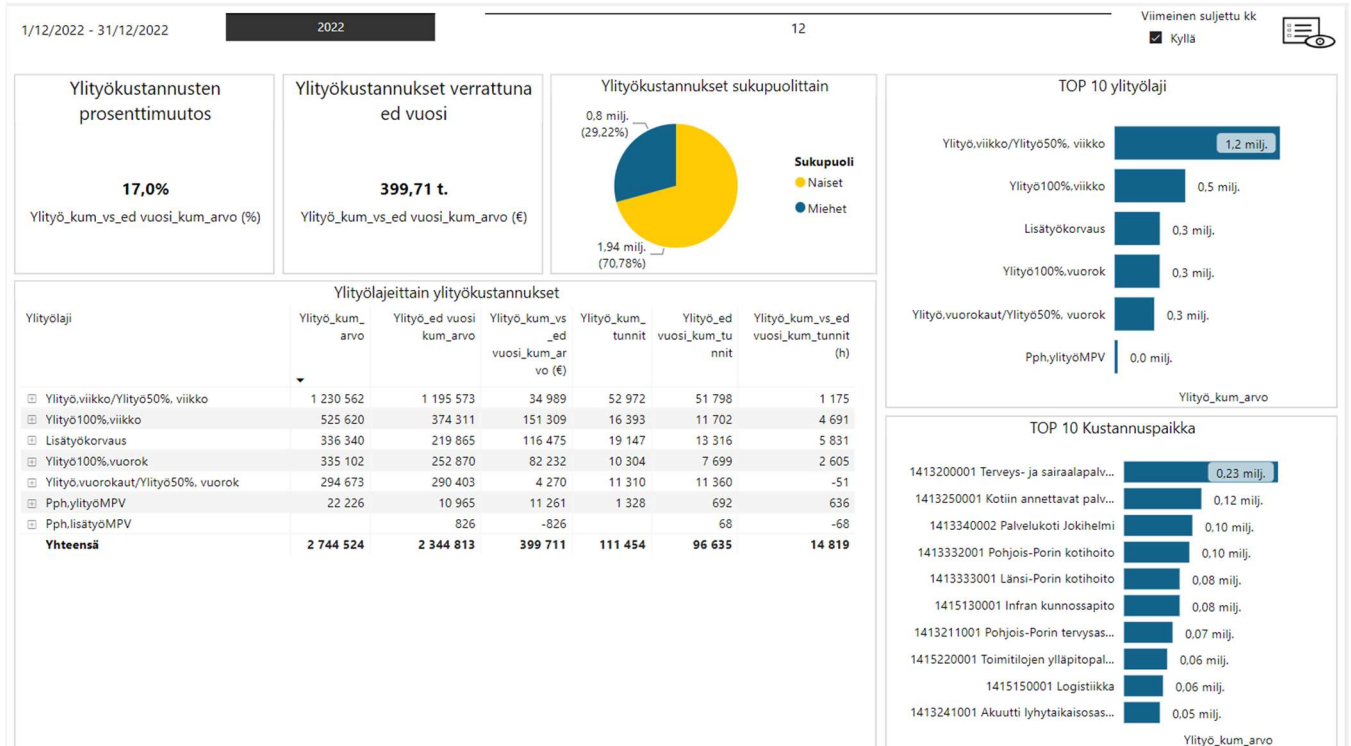 1/12/2022 - 31/12/2022
2022
12
Viimeinen suljettu kk
Kyllä
Ylityökustannusten
prosenttimuutos
17,0%
Ylityö_kum_vs_ed vuosi_kum_arvo (%)
Ylityökustannukset verrattuna
ed vuosi
399,71 t.
Ylityö_kum_vs_ed vuosi_kum_arvo (€)
Ylityökustannukset sukupuolittain
0,8 milj.
(29,22%)
1,94 milj.
(70,78%)
Sukupuoli
Naiset
Miehet
TOP 10 ylityölaji
Ylityö,viikko/Ylityö50%, viikko 1,2 milj.
Ylityö100%,viikko 0,5 milj.
Lisätyökorvaus 0,3 milj.
Ylityö100%,vuorok 0,3 milj.
Ylityö,vuorokaut/Ylityö50%, vuorok 0,3 milj.
Pph,ylityöMPV 0,0 milj.
Ylityö_kum_arvo
Ylityölajeittain ylityökustannukset
Ylityölaji Ylityö_kum_ Ylityö_ed vuosi Ylityö_kum_vs Ylityö_kum_ Ylityö_ed Ylityö_kum_vs_ed
arvo kum_arvo _ed tunnit vuosi_kum_tu vuosi_kum_tunnit
vuosi_kum_ar nnit (h)
vo (€)
Ylityö,viikko/Ylityö50%, viikko 1 230 562 1 195 573 34 989 52 972 51 798 1 175
Ylityö100%,viikko 525 620 374 311 151 309 16 393 11 702 4 691
Lisätyökorvaus 336 340 219 865 116 475 19 147 13 316 5 831
Ylityö100%,vuorok 335 102 252 870 82 232 10 304 7 699 2 605
Ylityö,vuorokaut/Ylityö50%, vuorok 294 673 290 403 4 270 11 310 11 360 -51
Pph,ylityöMPV 22 226 10 965 11 261 1 328 692 636
Pph,lisätyöMPV 826 -826 68 -68
Yhteensä 2 744 524 2 344 813 399 711 111 454 96 635 14 819
TOP 10 Kustannuspaikka
1413200001 Terveys- ja sairaalapalv... 0,23 milj.
1413250001 Kotiin annettavat palv... 0,12 milj.
1413340002 Palvelukoti Jokihelmi 0,10 milj.
1413332001 Pohjois-Porin kotihoito 0,10 milj.
1413333001 Länsi-Porin kotihoito 0,08 milj.
1415130001 Infran kunnossapito 0,08 milj.
1413211001 Pohjois-Porin tervysas... 0,07 milj.
1415220001 Toimitilojen ylläpitopal... 0,06 milj.
1415150001 Logistiikka 0,06 milj.
1413241001 Akuutti lyhytaikaisosas... 0,05 milj.
Ylityö_kum_arvo